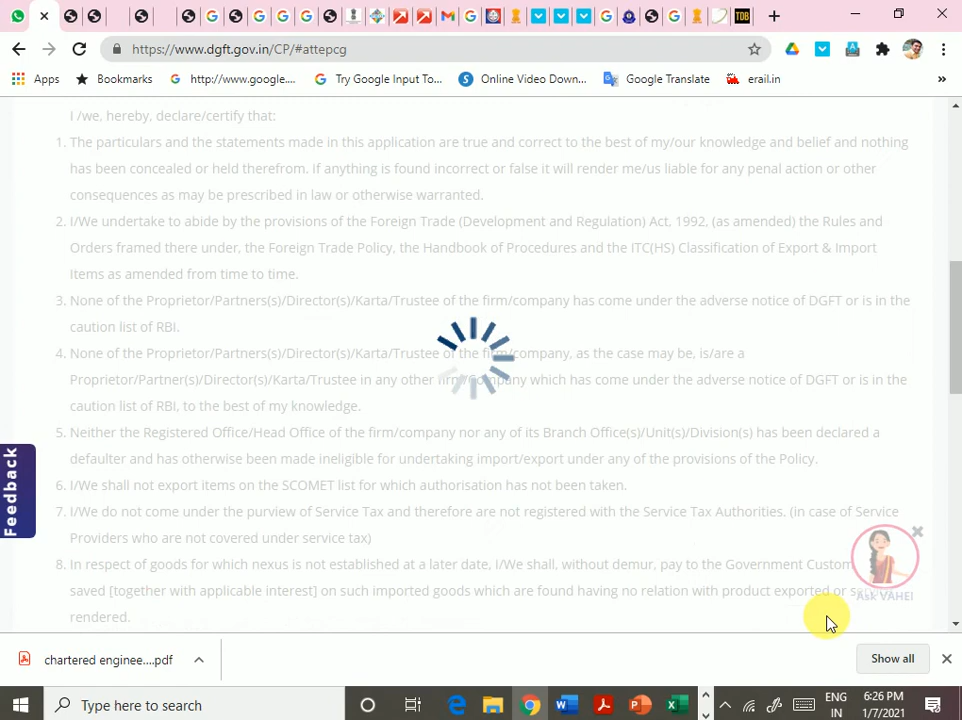 TDB
https://www.dgft.gov.in/CP/#attepcg
Apps
Bookmarks
http://www.google....
Try Google Input To...
Online Video Down...
Google Translate
erail.in
»
I /we, hereby, declare/certify that:
1. The particulars and the statements made in this application are true and correct to the best of my/our knowledge and belief and nothing
has been concealed or held therefrom. If anything is found incorrect or false it will render me/us liable for any penal action or other
consequences as may be prescribed in law or otherwise warranted.
2. I/We undertake to abide by the provisions of the Foreign Trade (Development and Regulation) Act. 1992, (as amended) the Rules and
Orders framed there under, the Foreign Trade Policy, the Handbook of Procedures and the ITC(HS) Classification of Export & Import
Items as amended from time to time.
3. None of the Proprietor/Partners(s)/Director(s)/Karta/Trustee of the firm/company has come under the adverse notice of DGFT or is in the
caution list of RBI.
4. None of the Proprietor/Partners(s)/Director(s)/Karta/Trustee of the firm/company, as the case may be, is/are a
Proprietor/Partner(s)/Director(s)/Karta/Trustee in any other firm/Company which has come under the adverse notice of DGFT or is in the
caution list of RBI, to the best of my knowledge.
5. Neither the Registered Office/Head Office of the firm/company nor any of its Branch Office(s)/Unit(s)/Division(s) has been declared a
defaulter and has otherwise been made ineligible for undertaking import/export under any of the provisions of the Policy.
6. I/We shall not export items on the SCOMET list for which authorisation has not been taken.
7. I/We do not come under the purview of Service Tax and therefore are not registered with the Service Tax Authorities. (in case of Service
Providers who are not covered under service tax)
8. In respect of goods for which nexus is not established at a later date, I/We shall, without demur, pay to the Government Custom
saved [together with applicable interest] on such imported goods which are found having no relation with product exported or
rendered.
Feedback
Ask VAHEI
chartered enginee....pdf
Show all
Type here to search
ENG
IN
6:26 PM
1/7/2021